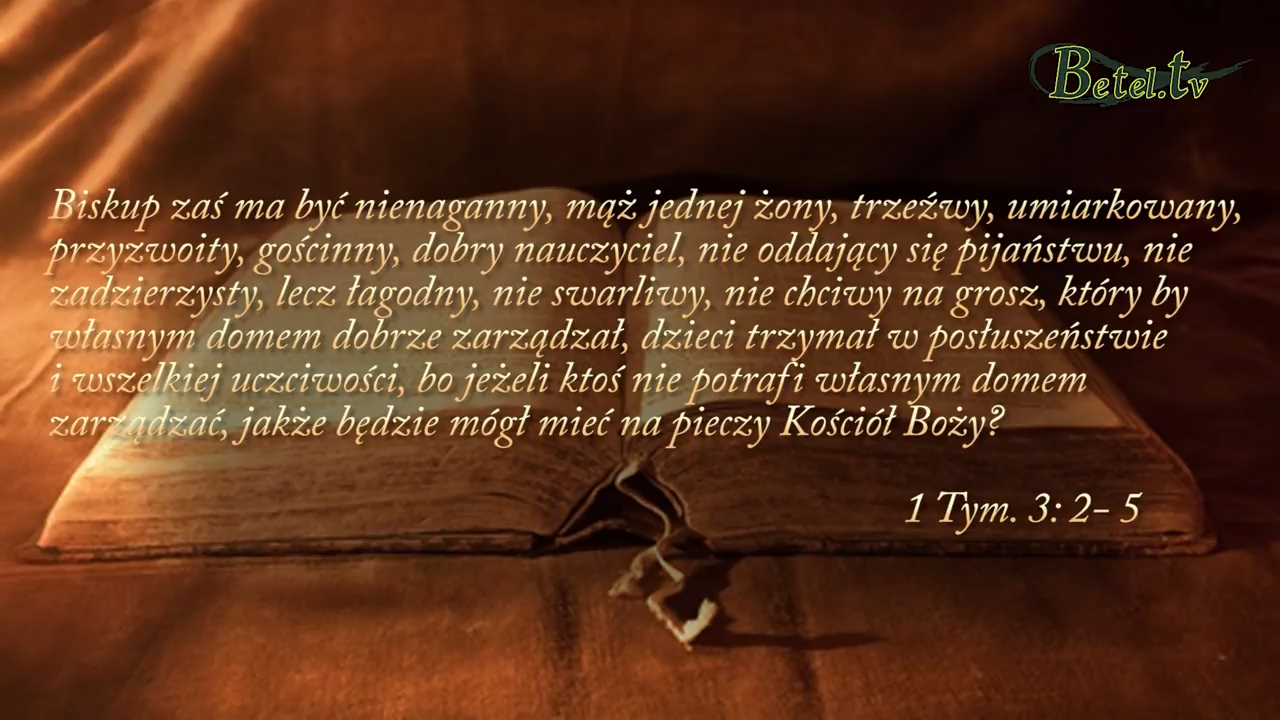 Betel.tv
Biskup zaś ma być nienaganny, mąż jednej żony, trzeźwy, umiarkowany,
przyzwoity, gościnny, dobry nauczyciel, nie oddający się pijaństwu, nie
zadzierzysty, lecz łagodny, nie swarliwy, nie chciwy na grosz, który by
własnym domem dobrze zarządzał, dzieci trzymał w posłuszeństwie
i wszelkiej uczciwości, bo jeżeli ktoś nie potrafi własnym domem
zarządzać, jakże będzie mógł mieć na pieczy Kościół Boży?
1 Tym. 3: 2- 5